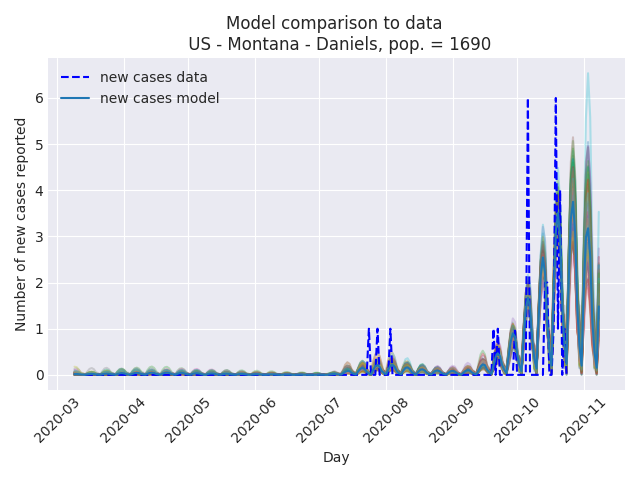 Model comparison to data
US - Montana - Daniels, pop. = 1690
new cases data
new cases model
Number of new cases reported
6
5
4
3
2
1
0
2020-03
2020-04
2020-05
2020-06
2020-07
2020-08
2020-09
2020-10
2020-11
Day